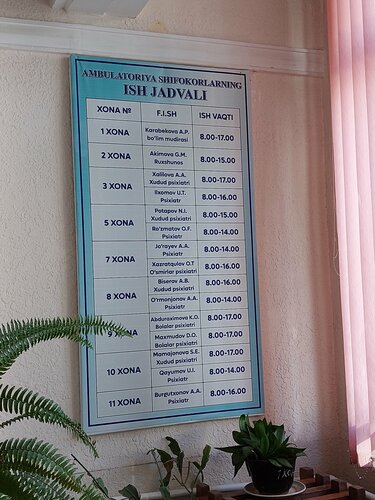 AMBULATORIYA SHIFOKORLARNING
ISH JADVALI
XONA № F.I.SH ISH VAQTI
1 XONA Karabekova A.P. bo'lim mudirasi 8.00-17.00
2 XONA Akimova G.M. Ruxshunos 8.00-15.00
3 XONA Xalilova A.A. Xudud psixiatri 8.00-17.00
Ilxomov U.T. Psixiatr 8.00-16.00
5 XONA Potapov N.I. Xudud psixiatri 8.00-15.00
Ro'zmatov O.F. Psixiatr 8.00-14.00
7 XONA Jo'rayev A.A. Psixiatr 8.00-14.00
Xazratqulov O.T O'smirlar psixiatri 8.00-16.00
8 XONA Biserov A.B. Xudud psixiatri 8.00-16.00
O'rmonjonov A.A. Psixiatr 8.00-14.00
9 XONA Abduraximova K.O. Bolalar psixiatri 8.00-17.00
Maxmudov D.O. Bolalar psixiatri 8.00-17.00
10 XONA Mamajonova S.E. Xudud psixiatri 8.00-17.00
Qayumov U.I. Psixiatr 8.00-14.00
11 XONA Burgutxonov A.A. Psixiatr 8.00-16.00